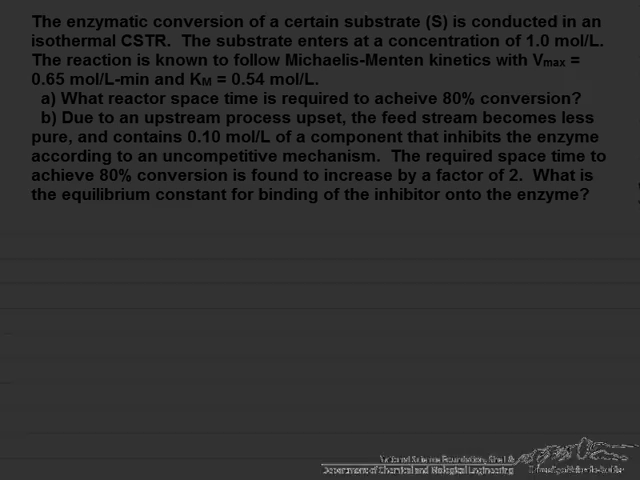 The enzymatic conversion of a certain substrate (S) is conducted in an
isothermal CSTR.  The substrate enters at a concentration of 1.0 mol/L.
The reaction is known to follow Michaelis-Menten kinetics with Vmax =
0.65 mol/L-min and KM = 0.54 mol/L.
a) What reactor space time is required to acheive 80% conversion?
b) Due to an upstream process upset, the feed stream becomes less
pure, and contains 0.10 mol/L of a component that inhibits the enzyme
according to an uncompetitive mechanism.  The required space time to
achieve 80% conversion is found to increase by a factor of 2.  What is
the equilibrium constant for binding of the inhibitor onto the enzyme?
National Science Foundation, Shell &
Department of Chemical and Biological Engineering